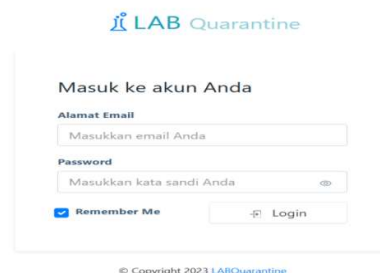 LAB Quarantine
Masuk ke akun Anda
Alamat Email
Masukkan email Anda
Password
Masukkan kata sandi Anda
Remember Me
Login
© Copyright 2023 LABQuarantine